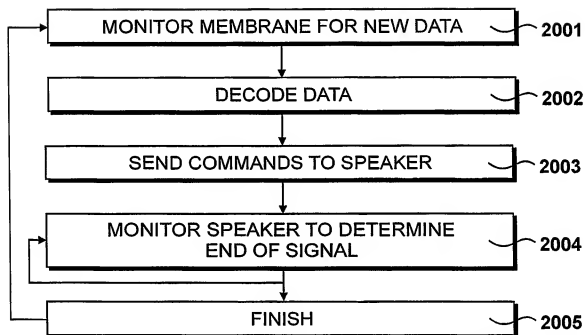 MONITOR MEMBRANE FOR NEW DATA 2001
DECODE DATA 2002
SEND COMMANDS TO SPEAKER 2003
MONITOR SPEAKER TO DETERMINE
END OF SIGNAL 2004
FINISH 2005